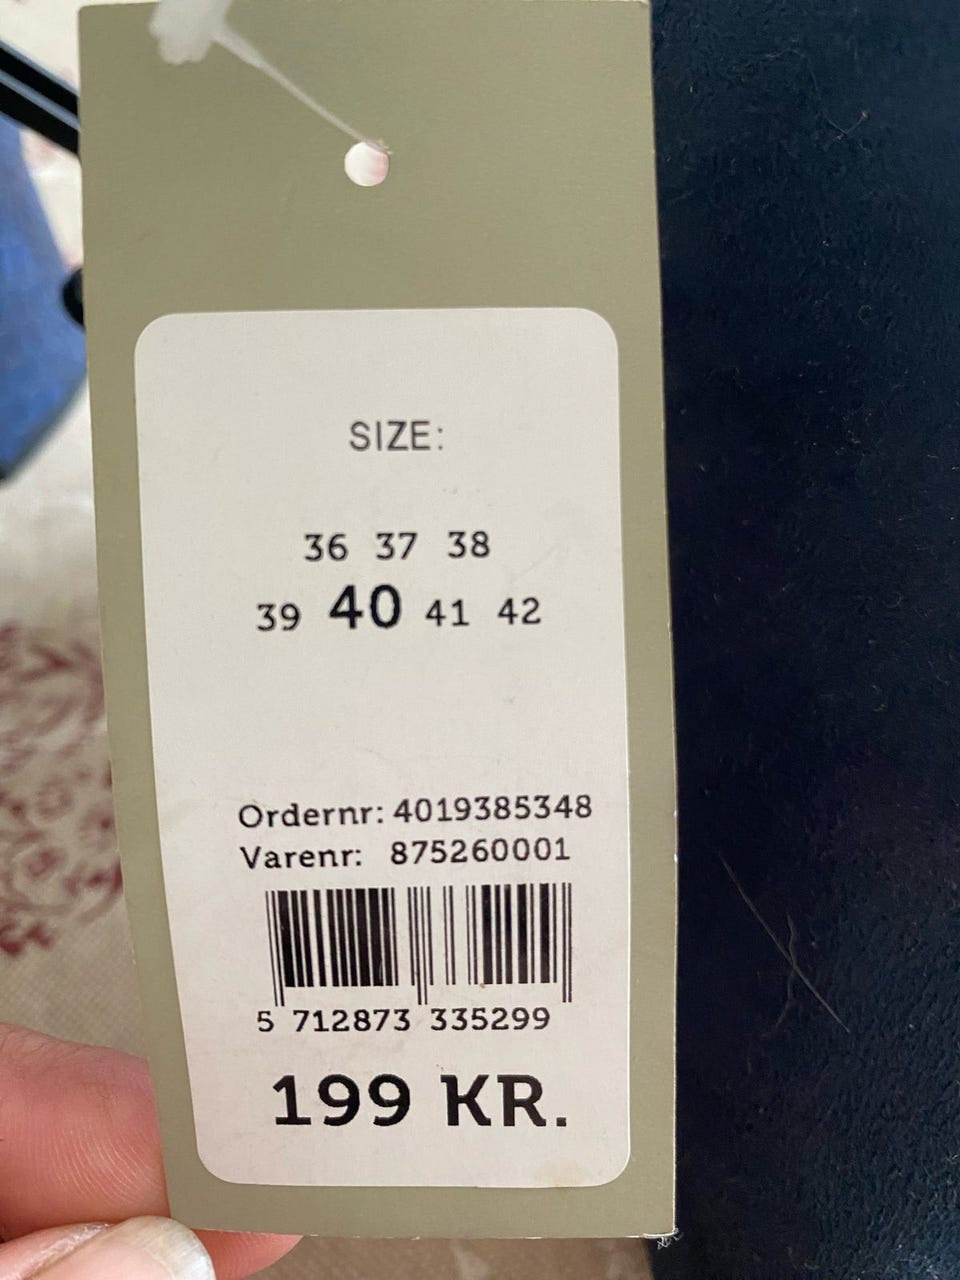 SIZE:
36 37 38
39 40 41 42
Ordernr: 4019385348
Varenr: 875260001
5 712873 335299
199 KR.